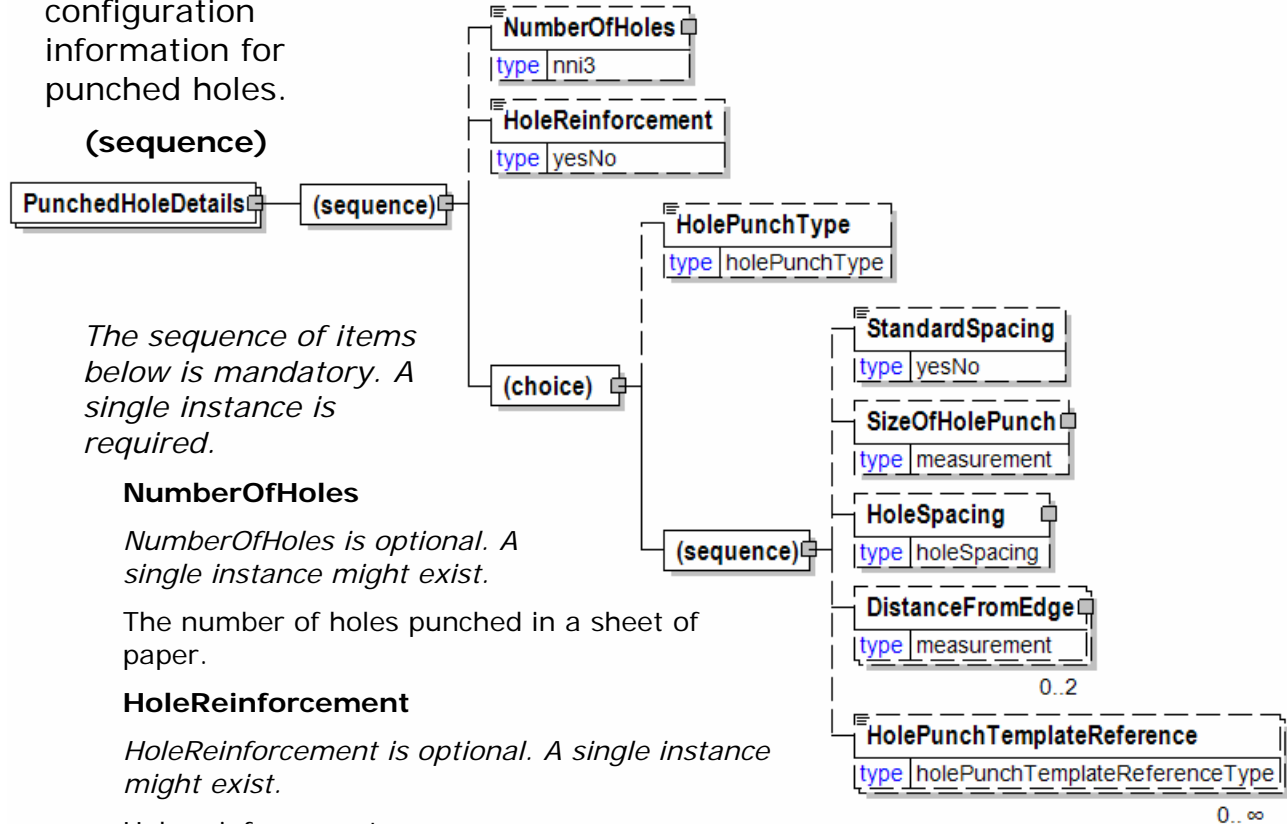 configuration
information for
punched holes.
(sequence)
PunchedHoleDetails
(sequence)
NumberOfHoles
type nni3
HoleReinforcement
type yesNo
(choice)
HolePunchType
type holePunchType
(sequence)
StandardSpacing
type yesNo
SizeOfHolePunch
type measurement
HoleSpacing
type holeSpacing
DistanceFromEdge
type measurement
0..2
HolePunchTemplateReference
type holePunchTemplateReferenceType
0..∞
The sequence of items
below is mandatory. A
single instance is
required.
NumberOfHoles
NumberOfHoles is optional. A
single instance might exist.
The number of holes punched in a sheet of
paper.
HoleReinforcement
HoleReinforcement is optional. A single instance
might exist.